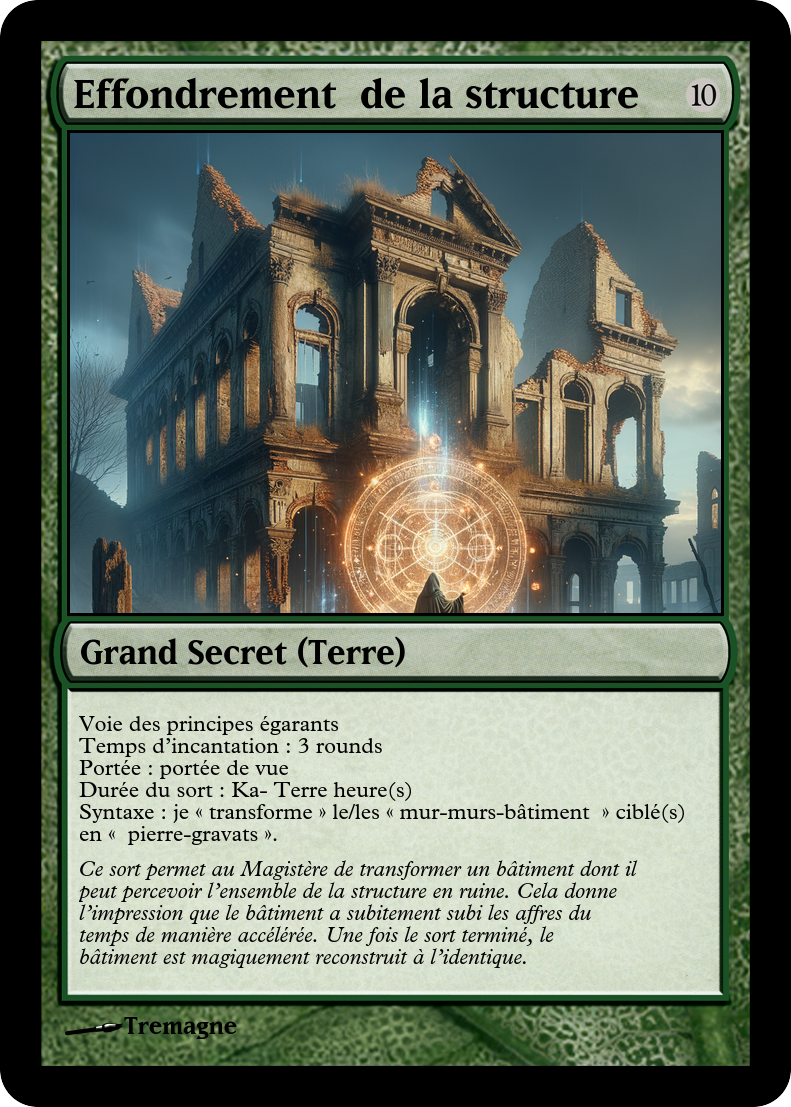 Effondrement de la structure 10
Grand Secret (Terre)
Voie des principes égarants
Temps d'incantation : 3 rounds
Portée : portée de vue
Durée du sort : Ka- Terre heure(s)
Syntaxe : je « transforme » le/les « mur-murs-bâtiment » ciblé(s)
en « pierre-gravats ».
Ce sort permet au Magistère de transformer un bâtiment dont il
peut percevoir l'ensemble de la structure en ruine. Cela donne
l'impression que le bâtiment a subitement subi les affres du
temps de manière accélérée. Une fois le sort terminé, le
bâtiment est magiquement reconstruit à l'identique.
Tremagne